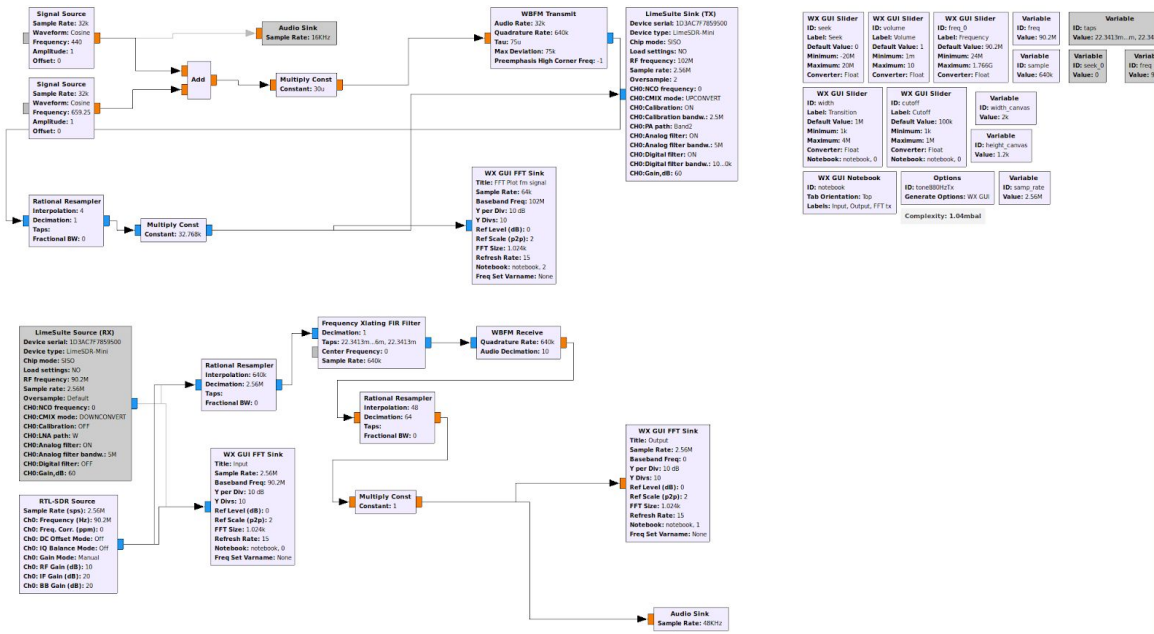 Signal Source
Sample Rate: 32k
Waveform: Cosine
Frequency: 440
Amplitude: 1
Offset: 0
Signal Source
Sample Rate: 32k
Waveform: Cosine
Frequency: 659.25
Amplitude: 1
Offset: 0
Add
Audio Sink
Sample Rate: 16KHz
Multiply Const
Constant: 30u
WBFM Transmit
Audio Rate: 32k
Quadrature Rate: 640k
Tau: 75u
Max Deviation: 75k
Preemphasis High Corner Freq: -1
LimeSuite Sink (TX)
Device serial: 1D3AC7F7859S00
Device type: LimeSDR-Mini
Chip mode: SISO
Load settings: NO
RF frequency: 102M
Sample rate: 2.56M
Oversample: 2
CH0:NCO frequency: 0
CH0:CMIX mode: UPCONVERT
CH0:Calibration: ON
CH0:Calibration bandw.: 2.5M
CH0:PA path: Band2
CH0:Analog filter: ON
CH0:Analog filter bandw.: 5M
CH0:Digital filter: ON
CH0:Digital filter bandw.: 10...0k
CH0:Gain,dB: 60
Rational Resampler
Interpolation: 4
Decimation: 1
Taps:
Fractional BW: 0
Multiply Const
Constant: 32.768k
WX GUI FFT Sink
Title: FFT Plot fm signal
Sample Rate: 64k
Baseband Freq: 102M
Y per Div: 10 dB
Y Divs: 10
Ref Level (dB): 0
Ref Scale (p2p): 2
FFT Size: 1.024k
Refresh Rate: 15
Notebook: notebook, 2
Freq Set Varname: None
WX GUI Slider
ID: seek
Label: Seek
Default Value: 0
Minimum: -20M
Maximum: 20M
Converter: Float
WX GUI Slider
ID: volume
Label: Volume
Default Value: 1
Minimum: 1m
Maximum: 10
Converter: Float
WX GUI Slider
ID: freq_0
Label: Frequency
Default Value: 90.2M
Minimum: 24M
Maximum: 1.766G
Converter: Float
Variable
ID: freq
Value: 90.2M
Variable
ID: taps
Value: 22.3413m...m, 22.34
Variable
ID: sample
Value: 640k
Variable
ID: seek_0
Value: 0
Variab
ID: freq
Value: 9
WX GUI Slider
ID: width
Label: Transition
Default Value: 1M
Minimum: 1k
Maximum: 4M
Converter: Float
Notebook: notebook, 0
WX GUI Slider
ID: cutoff
Label: Cutoff
Default Value: 100k
Minimum: 1k
Maximum: 1M
Converter: Float
Notebook: notebook, 0
Variable
ID: width_canvas
Value: 2k
Variable
ID: height_canvas
Value: 1.2k
WX GUI Notebook
ID: notebook
Tab Orientation: Top
Labels: Input, Output, FFT tx
Options
ID: tone880HzTx
Generate Options: WX GUI
Variable
ID: samp_rate
Value: 2.56M
Complexity: 1.04mbal
LimeSuite Source (RX)
Device serial: 1D3AC7F7859S00
Device type: LimeSDR-Mini
Chip mode: SISO
Load settings: NO
RF frequency: 90.2M
Sample rate: 2.56M
Oversample: Default
CH0:NCO frequency: 0
CH0:CMIX mode: DOWNCONVERT
CH0:Calibration: OFF
CH0:LNA path: W
CH0:Analog filter: ON
CH0:Analog filter bandw.: 5M
CH0:Digital filter: OFF
CH0:Gain,dB: 60
RTL-SDR Source
Sample Rate (sps): 2.56M
Ch0: Frequency (Hz): 90.2M
Ch0: Freq. Corr. (ppm): 0
Ch0: DC Offset Mode: Off
Ch0: IQ Balance Mode: Off
Ch0: Gain Mode: Manual
Ch0: RF Gain (dB): 10
Ch0: IF Gain (dB): 20
Ch0: BB Gain (dB): 20
Rational Resampler
Interpolation: 640k
Decimation: 2.56M
Taps:
Fractional BW: 0
WX GUI FFT Sink
Title: Input
Sample Rate: 2.56M
Baseband Freq: 90.2M
Y per Div: 10 dB
Y Divs: 10
Ref Level (dB): 0
Ref Scale (p2p): 2
FFT Size: 1.024k
Refresh Rate: 15
Notebook: notebook, 0
Freq Set Varname: None
Frequency Xlating FIR Filter
Decimation: 1
Taps: 22.3413m...6m, 22.3413m
Center Frequency: 0
Sample Rate: 640k
WBFM Receive
Quadrature Rate: 640k
Audio Decimation: 10
Rational Resampler
Interpolation: 48
Decimation: 64
Taps:
Fractional BW: 0
Multiply Const
Constant: 1
WX GUI FFT Sink
Title: Output
Sample Rate: 2.56M
Baseband Freq: 0
Y per Div: 10 dB
Y Divs: 10
Ref Level (dB): 0
Ref Scale (p2p): 2
FFT Size: 1.024k
Refresh Rate: 15
Notebook: notebook, 1
Freq Set Varname: None
Audio Sink
Sample Rate: 48KHz